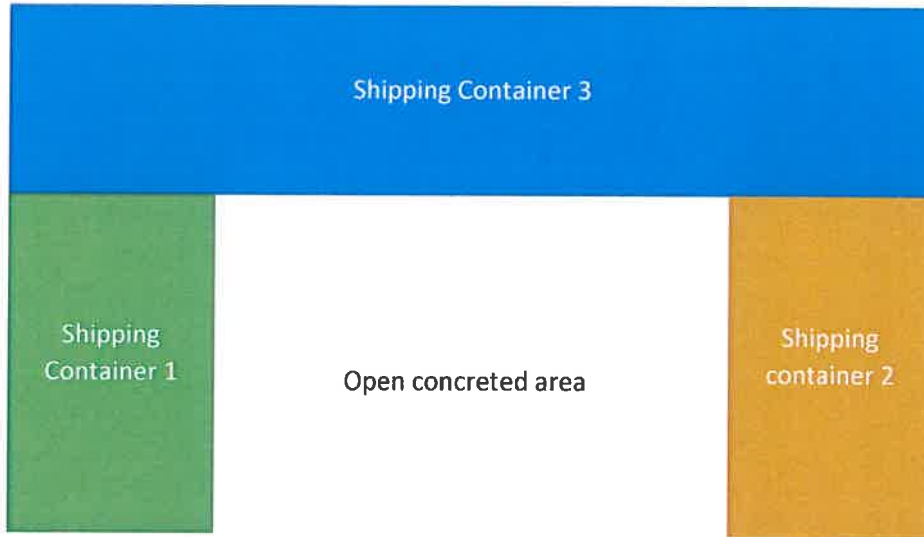 Shipping Container 3
Shipping
Container 1
Open concreted area
Shipping
container 2